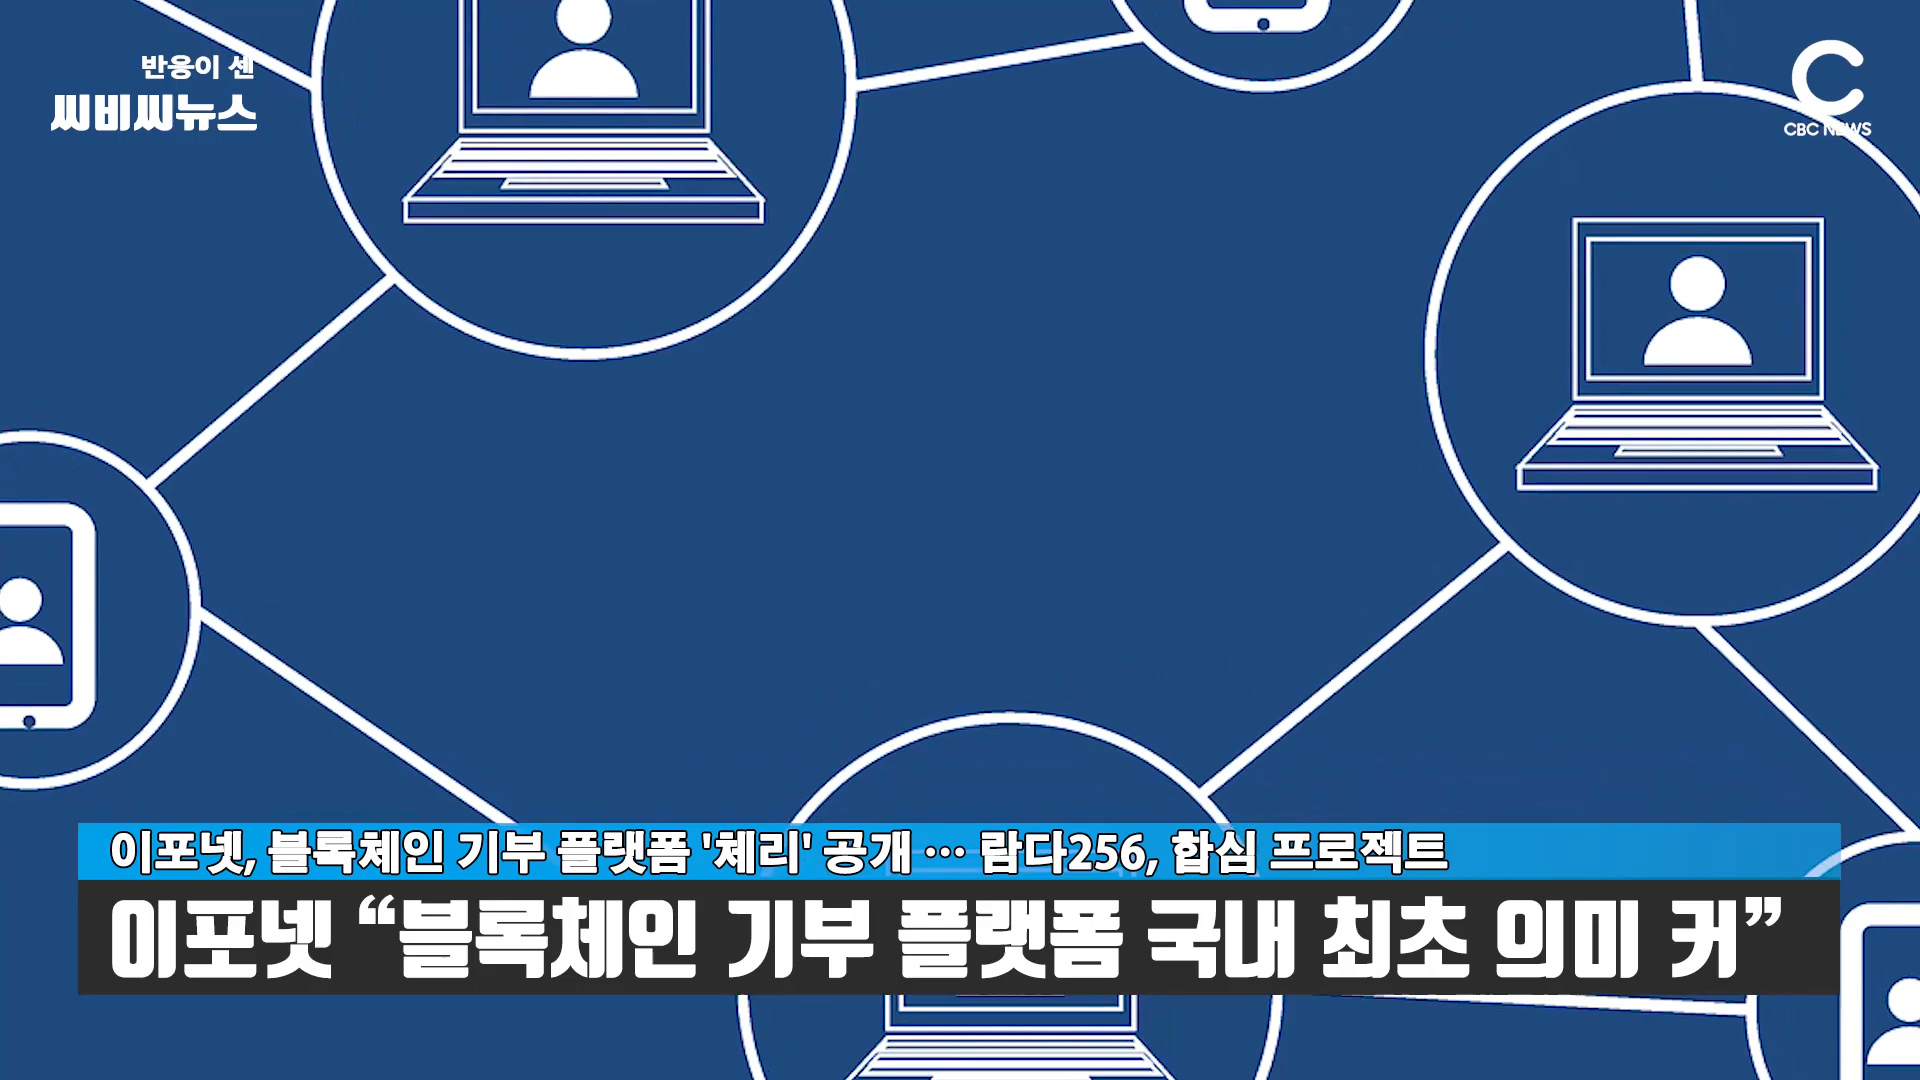 반응이 센
씨비씨뉴스
CBC NEWS
이포넷, 블록체인 기부 플랫폼 '체리' 공개 … 람다256, 합심 프로젝트
이포넷 “블록체인 기부 플랫폼 국내 최초 의미 커”